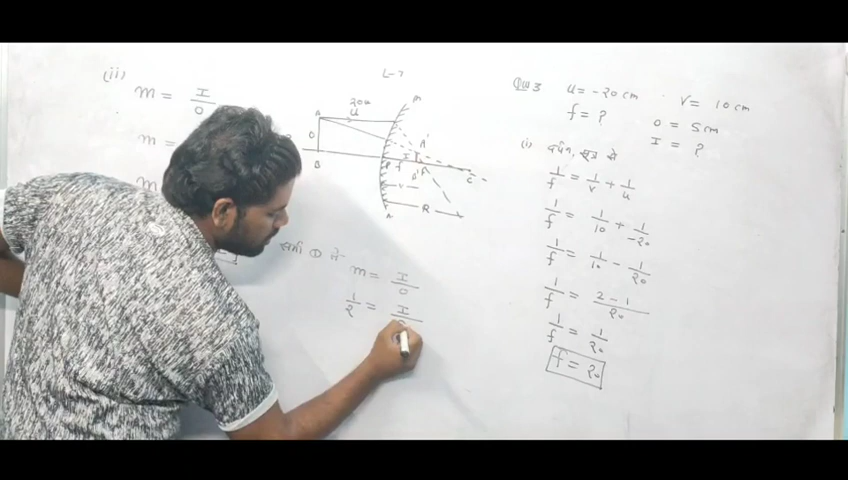 L-7
(ii)
m = I/O
m =
m
समी ① से
m = I/O
1/2 = I/
A
20cm
u
M
O
B
P
f
I
A'
B'
F
C
v
R
Que 3 u = -20 cm v = 10 cm
f = ? O = 5cm
I = ?
(i) दर्पण सूत्र से
1/f = 1/v + 1/u
1/f = 1/10 + 1/-20
1/f = 1/10 - 1/20
1/f = 2-1/20
1/f = 1/20
f = 20